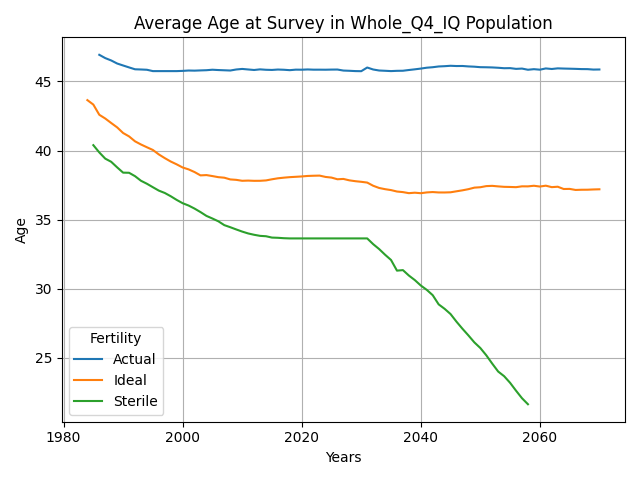 Average Age at Survey in Whole_Q4_IQ Population
45
40
35
30
25
Age
Fertility
Actual
Ideal
Sterile
1980
2000
2020
2040
2060
Years